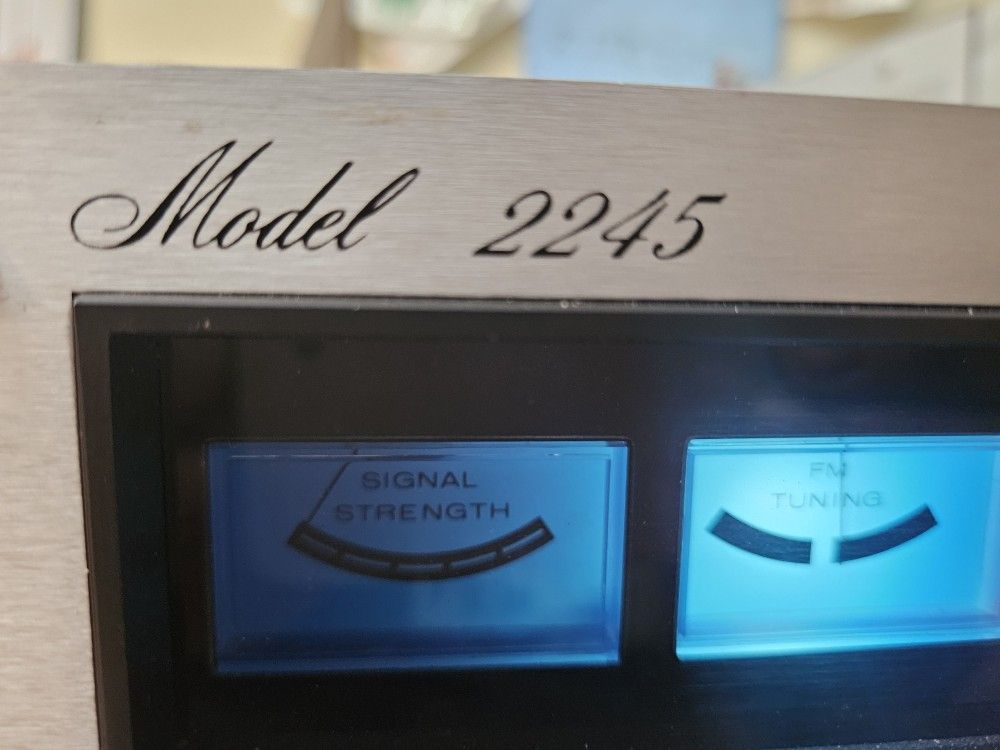 Model 2245
SIGNAL
STRENGTH
FM
TUNING